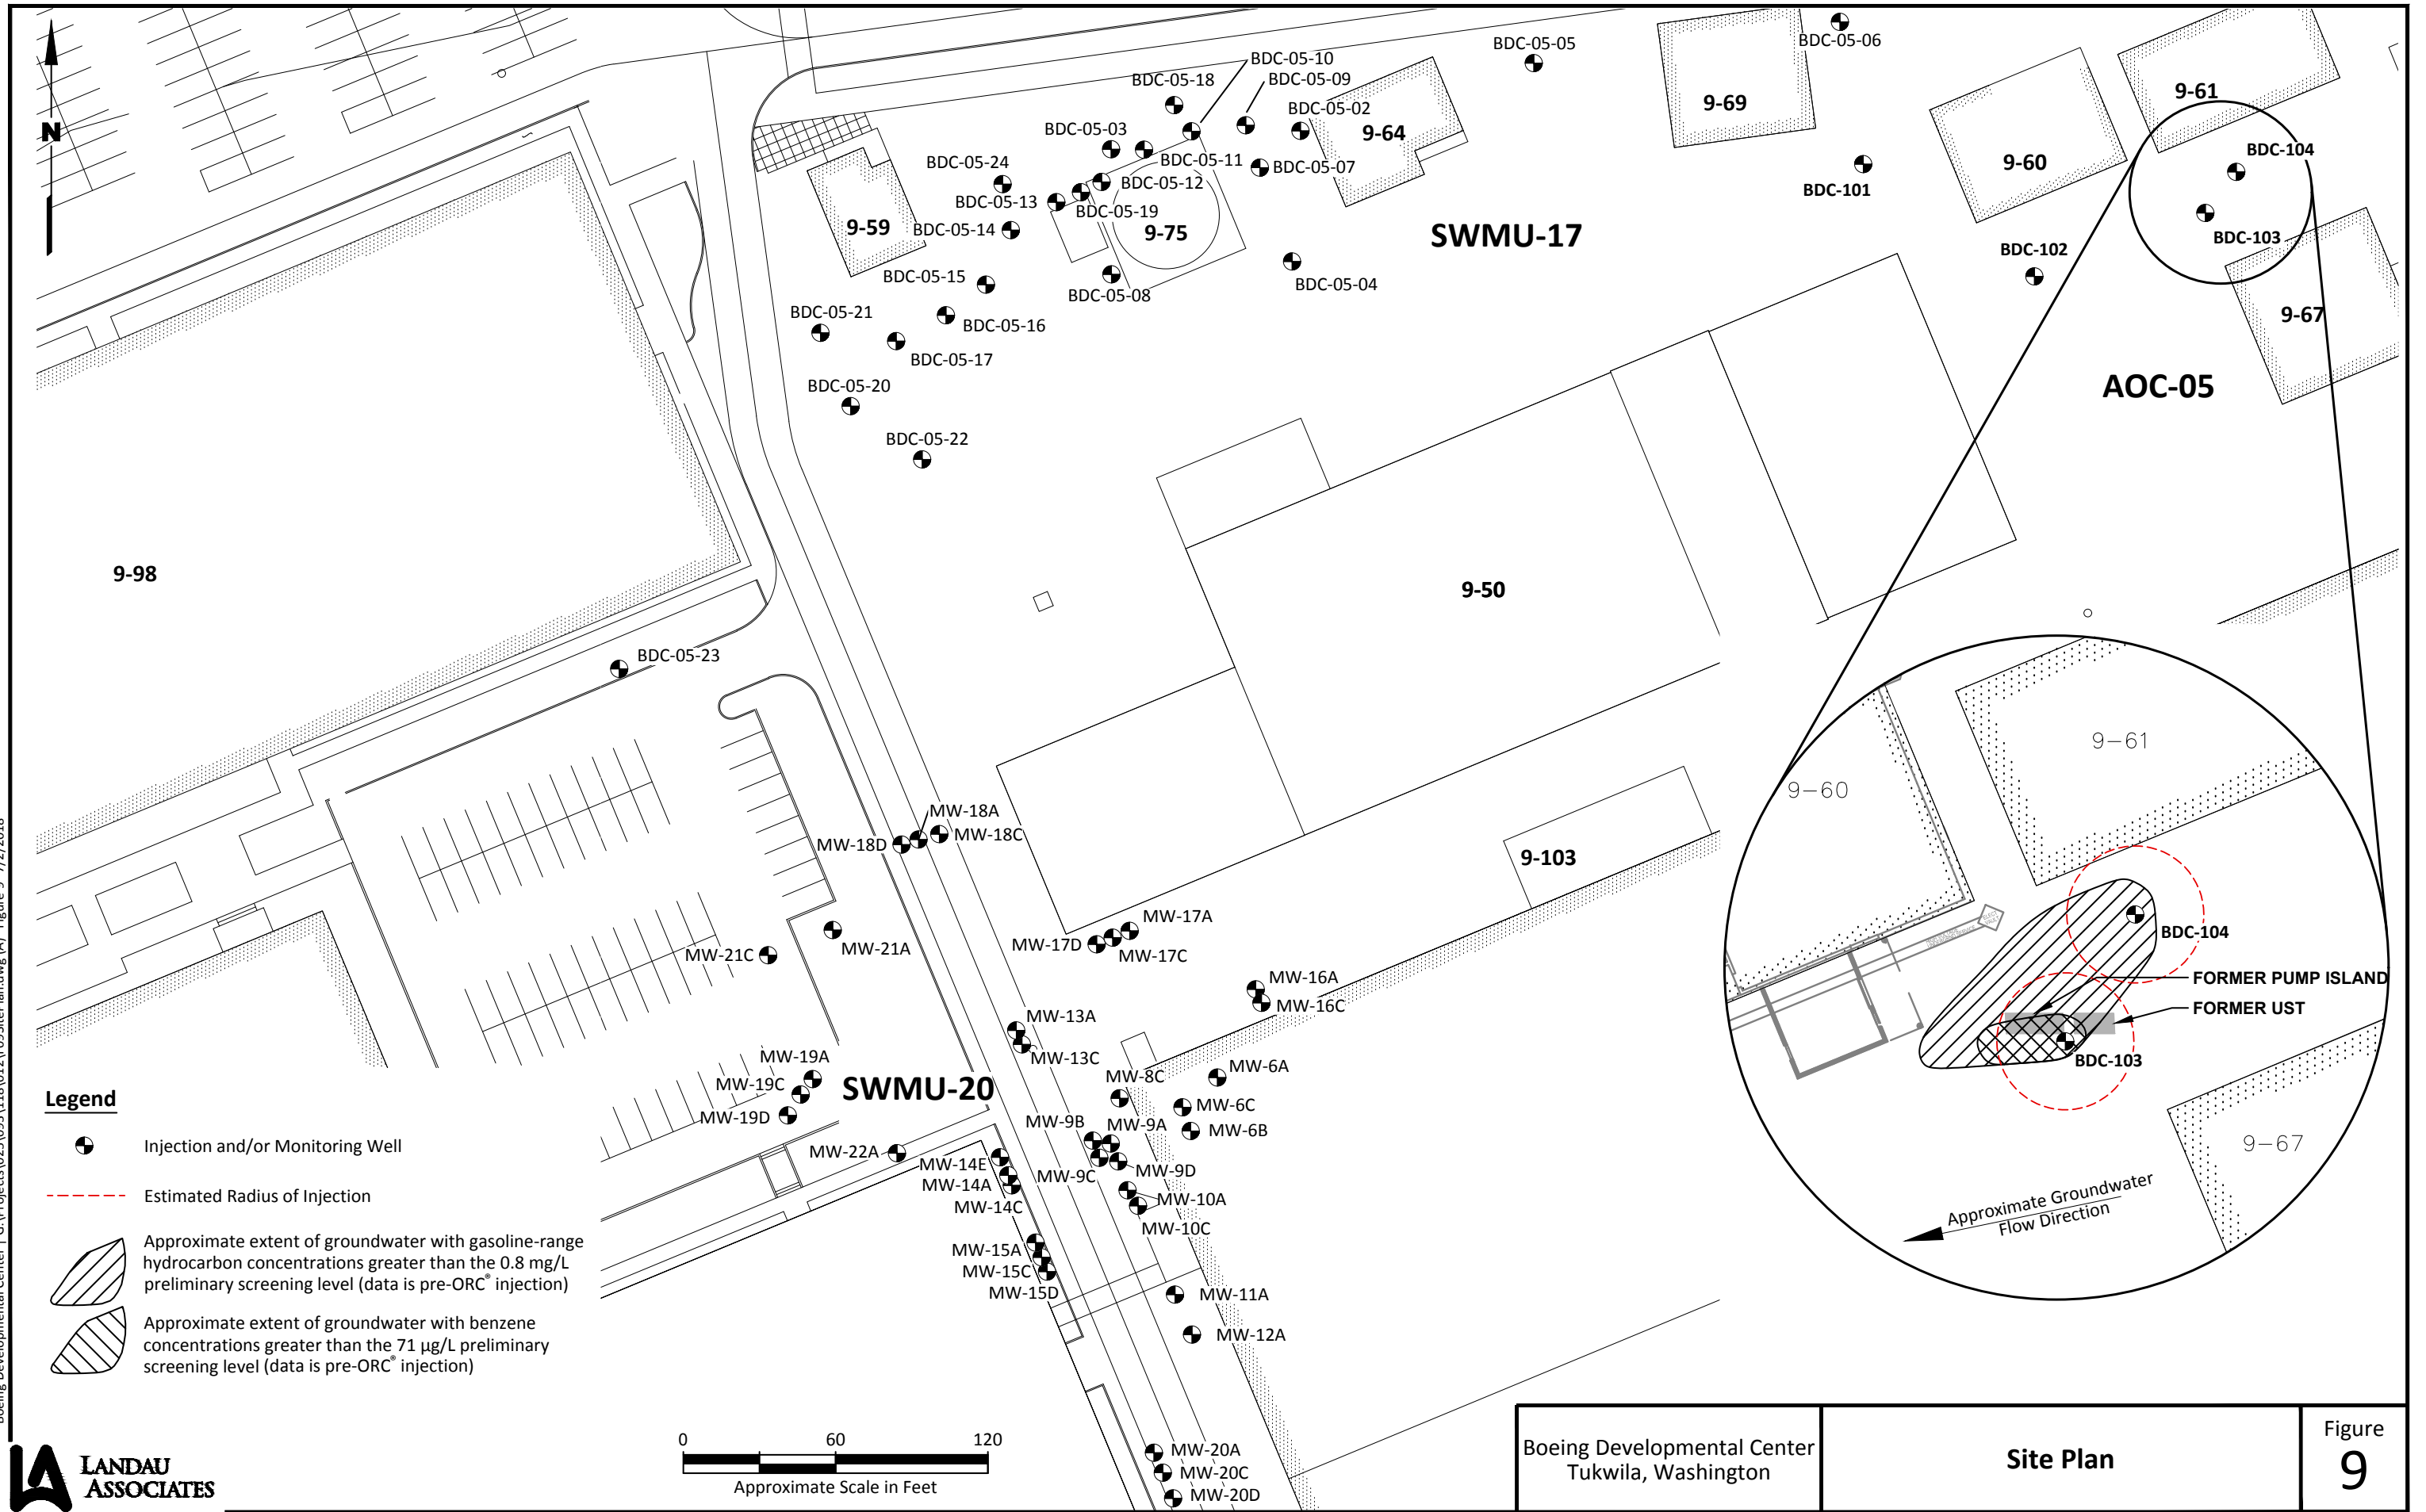 N
BDC-05-05
BDC-05-06
BDC-05-10
BDC-05-09
BDC-05-18
BDC-05-02
BDC-05-03
9-64
9-69
9-61
BDC-05-11
BDC-05-07
BDC-05-24
BDC-05-12
BDC-05-13
BDC-05-19
BDC-101
9-60
BDC-104
9-59
BDC-05-14
9-75
SWMU-17
BDC-103
BDC-102
BDC-05-15
BDC-05-08
BDC-05-04
9-67
BDC-05-21
BDC-05-16
BDC-05-17
BDC-05-20
AOC-05
BDC-05-22
9-98
9-50
BDC-05-23
9-61
9-60
MW-18A
MW-18D
MW-18C
9-103
MW-17A
MW-17D
MW-17C
MW-21C
MW-21A
BDC-104
MW-16A
MW-16C
FORMER PUMP ISLAND
FORMER UST
MW-13A
MW-13C
BDC-103
MW-19A
MW-19C
MW-19D
SWMU-20
MW-8C
MW-6A
MW-6C
MW-6B
MW-9B
MW-9A
MW-9D
MW-9C
9-67
MW-22A
MW-14E
MW-14A
MW-14C
MW-10A
MW-10C
Approximate Groundwater
Flow Direction
MW-15A
MW-15C
MW-15D
MW-11A
MW-12A
MW-20A
MW-20C
MW-20D
Legend
Injection and/or Monitoring Well
Estimated Radius of Injection
Approximate extent of groundwater with gasoline-range
hydrocarbon concentrations greater than the 0.8 mg/L
preliminary screening level (data is pre-ORC® injection)
Approximate extent of groundwater with benzene
concentrations greater than the 71 µg/L preliminary
screening level (data is pre-ORC® injection)
0 60 120
Approximate Scale in Feet
LANDAU
ASSOCIATES
Boeing Developmental Center
Tukwila, Washington
Site Plan
Figure
9